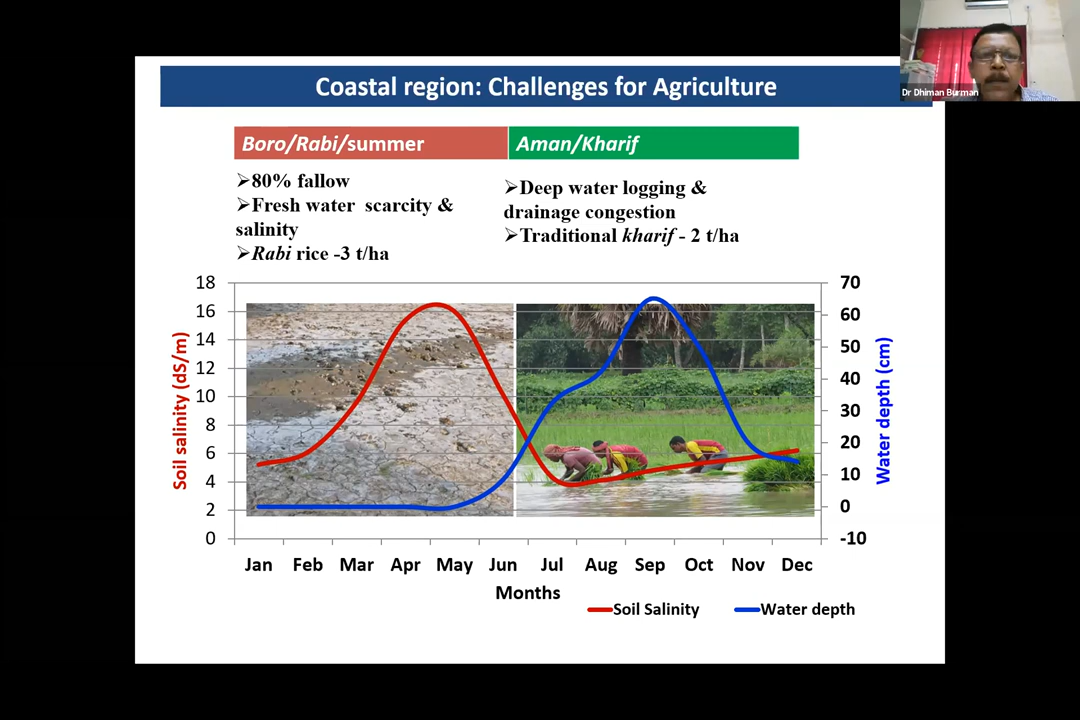 Dr Dhiman Burman
Coastal region: Challenges for Agriculture
Boro/Rabi/summer
Aman/Kharif
➢80% fallow
➢Fresh water scarcity &
salinity
➢Rabi rice -3 t/ha
➢Deep water logging &
drainage congestion
➢Traditional kharif - 2 t/ha
Soil salinity (dS/m)
18
16
14
12
10
8
6
4
2
0
70
60
50
40
30
20
10
0
-10
Water depth (cm)
Jan Feb Mar Apr May Jun Jul Aug Sep Oct Nov Dec
Months
Soil Salinity
Water depth